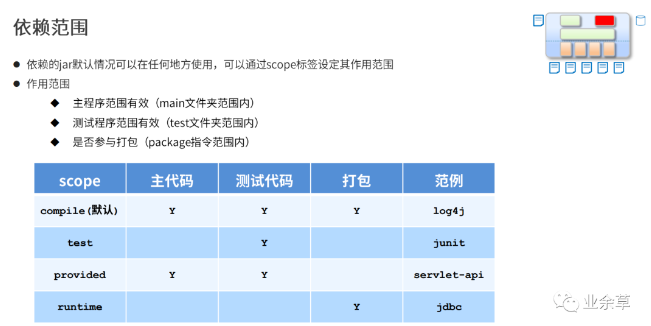 依赖范围
● 依赖的jar默认情况可以在任何地方使用，可以通过scope标签设定其作用范围
● 作用范围
◆ 主程序范围有效（main文件夹范围内）
◆ 测试程序范围有效（test文件夹范围内）
◆ 是否参与打包（package指令范围内）
scope 主代码 测试代码 打包 范例
compile(默认) Y Y Y log4j
test Y junit
provided Y Y servlet-api
runtime Y jdbc
业余草